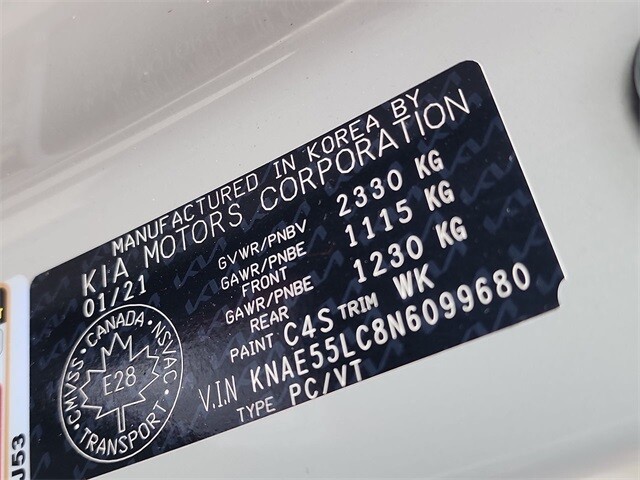 MANUFACTURED IN KOREA BY
KIA MOTORS CORPORATION
01/21
GVWR/PNBV 2330 KG
GAWR/PNBE FRONT 1115 KG
GAWR/PNBE REAR 1230 KG
PAINT C4S TRIM WK
V.I.N KNAE55LC8N6099680
TYPE PC/VT
CMVSS · CANADA · NSVAC
· TRANSPORT ·
E28
J53